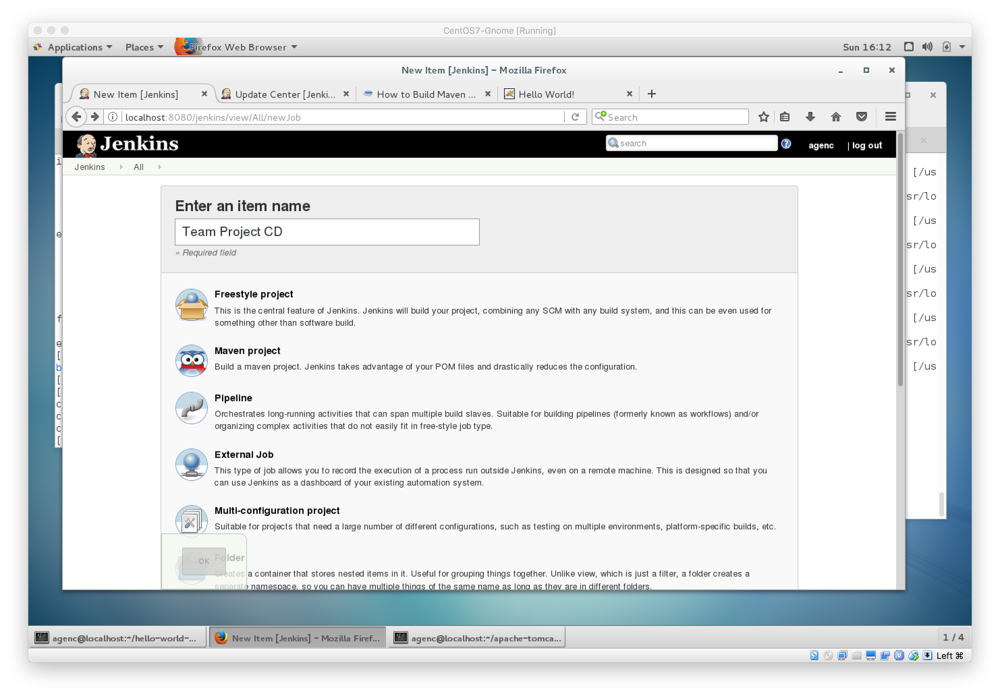 CentOS7-Gnome [Running]
Applications Places Firefox Web Browser Sun 16:12
New Item [Jenkins] - Mozilla Firefox
New Item [Jenkins] Update Center [Jenki... How to Build Maven ... Hello World!
localhost:8080/jenkins/view/All/newJob Search
Jenkins search agenc | log out
Jenkins All
Enter an item name
Team Project CD
» Required field
Freestyle project
This is the central feature of Jenkins. Jenkins will build your project, combining any SCM with any build system, and this can be even used for
something other than software build.
Maven project
Build a maven project. Jenkins takes advantage of your POM files and drastically reduces the configuration.
Pipeline
Orchestrates long-running activities that can span multiple build slaves. Suitable for building pipelines (formerly known as workflows) and/or
organizing complex activities that do not easily fit in free-style job type.
External Job
This type of job allows you to record the execution of a process run outside Jenkins, even on a remote machine. This is designed so that you
can use Jenkins as a dashboard of your existing automation system.
Multi-configuration project
Suitable for projects that need a large number of different configurations, such as testing on multiple environments, platform-specific builds, etc.
OK
Folder
Creates a container that stores nested items in it. Useful for grouping things together. Unlike view, which is just a filter, a folder creates a
separate namespace, so you can have multiple things of the same name as long as they are in different folders.
i
e
f
e
[
b
[
[
c
c
c
[
[/us
sr/lo
[/us
sr/lo
[/us
sr/lo
[/us
sr/lo
[/us
agenc@localhost:~/hello-world-... New Item [Jenkins] - Mozilla Firef... agenc@localhost:~/apache-tomca... 1 / 4
Left ⌘